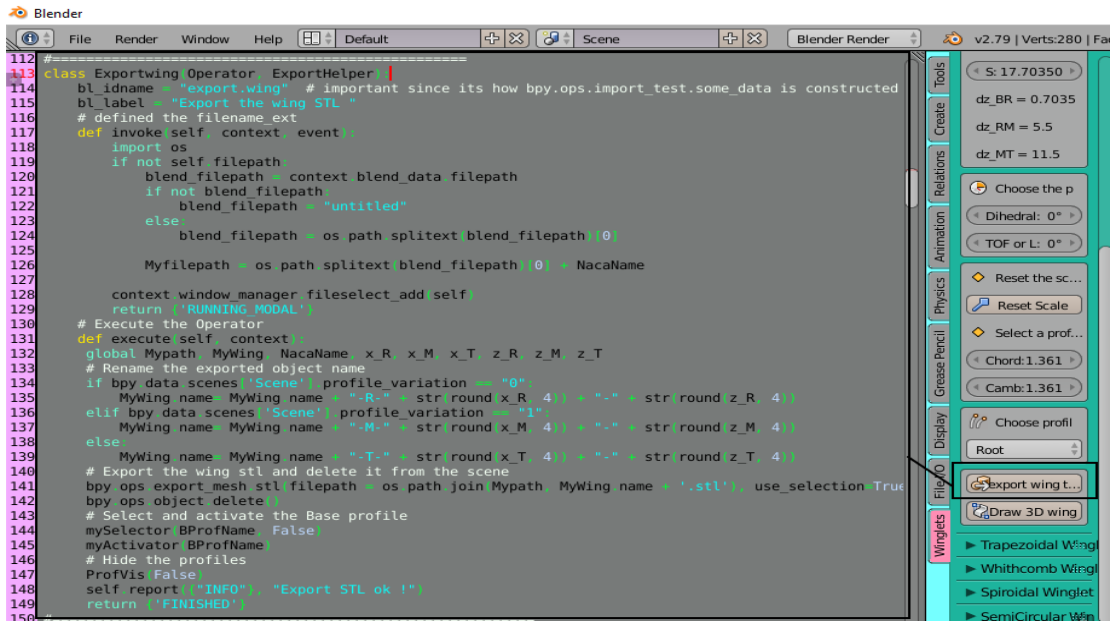 Blender
File Render Window Help Default Scene Blender Render v2.79 | Verts:280 | Fac
112 #==================================================
113 class Exportwing(Operator, ExportHelper):
114 bl_idname = "export.wing" # important since its how bpy.ops.import_test.some_data is constructed
115 bl_label = "Export the wing STL "
116 # defined the filename_ext
117 def invoke(self, context, event):
118 import os
119 if not self.filepath:
120 blend_filepath = context.blend_data.filepath
121 if not blend_filepath:
122 blend_filepath = "untitled"
123 else:
124 blend_filepath = os.path.splitext(blend_filepath)[0]
125
126 Myfilepath = os.path.splitext(blend_filepath)[0] + NacaName
127
128 context.window_manager.fileselect_add(self)
129 return {'RUNNING_MODAL'}
130 # Execute the Operator
131 def execute(self, context):
132 global Mypath, MyWing, NacaName, x_R, x_M, x_T, z_R, z_M, z_T
133 # Rename the exported object name
134 if bpy.data.scenes['Scene'].profile_variation == "0":
135 MyWing.name= MyWing.name + "-R-" + str(round(x_R, 4)) + "-" + str(round(z_R, 4))
136 elif bpy.data.scenes['Scene'].profile_variation == "1":
137 MyWing.name= MyWing.name + "-M-" + str(round(x_M, 4)) + "-" + str(round(z_M, 4))
138 else:
139 MyWing.name= MyWing.name + "-T-" + str(round(x_T, 4)) + "-" + str(round(z_T, 4))
140 # Export the wing stl and delete it from the scene
141 bpy.ops.export_mesh.stl(filepath = os.path.join(Mypath, MyWing.name + '.stl'), use_selection=True
142 bpy.ops.object.delete()
143 # Select and activate the Base profile
144 mySelector(BProfName, False)
145 myActivator(BProfName)
146 # Hide the profiles
147 ProfVis(False)
148 self.report({"INFO"}, "Export STL ok !")
149 return {'FINISHED'}
150
Tools
Create
Relations
Animation
Physics
Grease Pencil
Display
File I/O
Winglets
S: 17.70350
dz_BR = 0.7035
dz_RM = 5.5
dz_MT = 11.5
Choose the p
Dihedral: 0°
TOF or L: 0°
Reset the sc...
Reset Scale
Select a prof...
Chord:1.361
Camb:1.361
Choose profil
Root
export wing t...
Draw 3D wing
Trapezoidal Wingl
Whithcomb Wingl
Spiroidal Winglet
SemiCircular Win